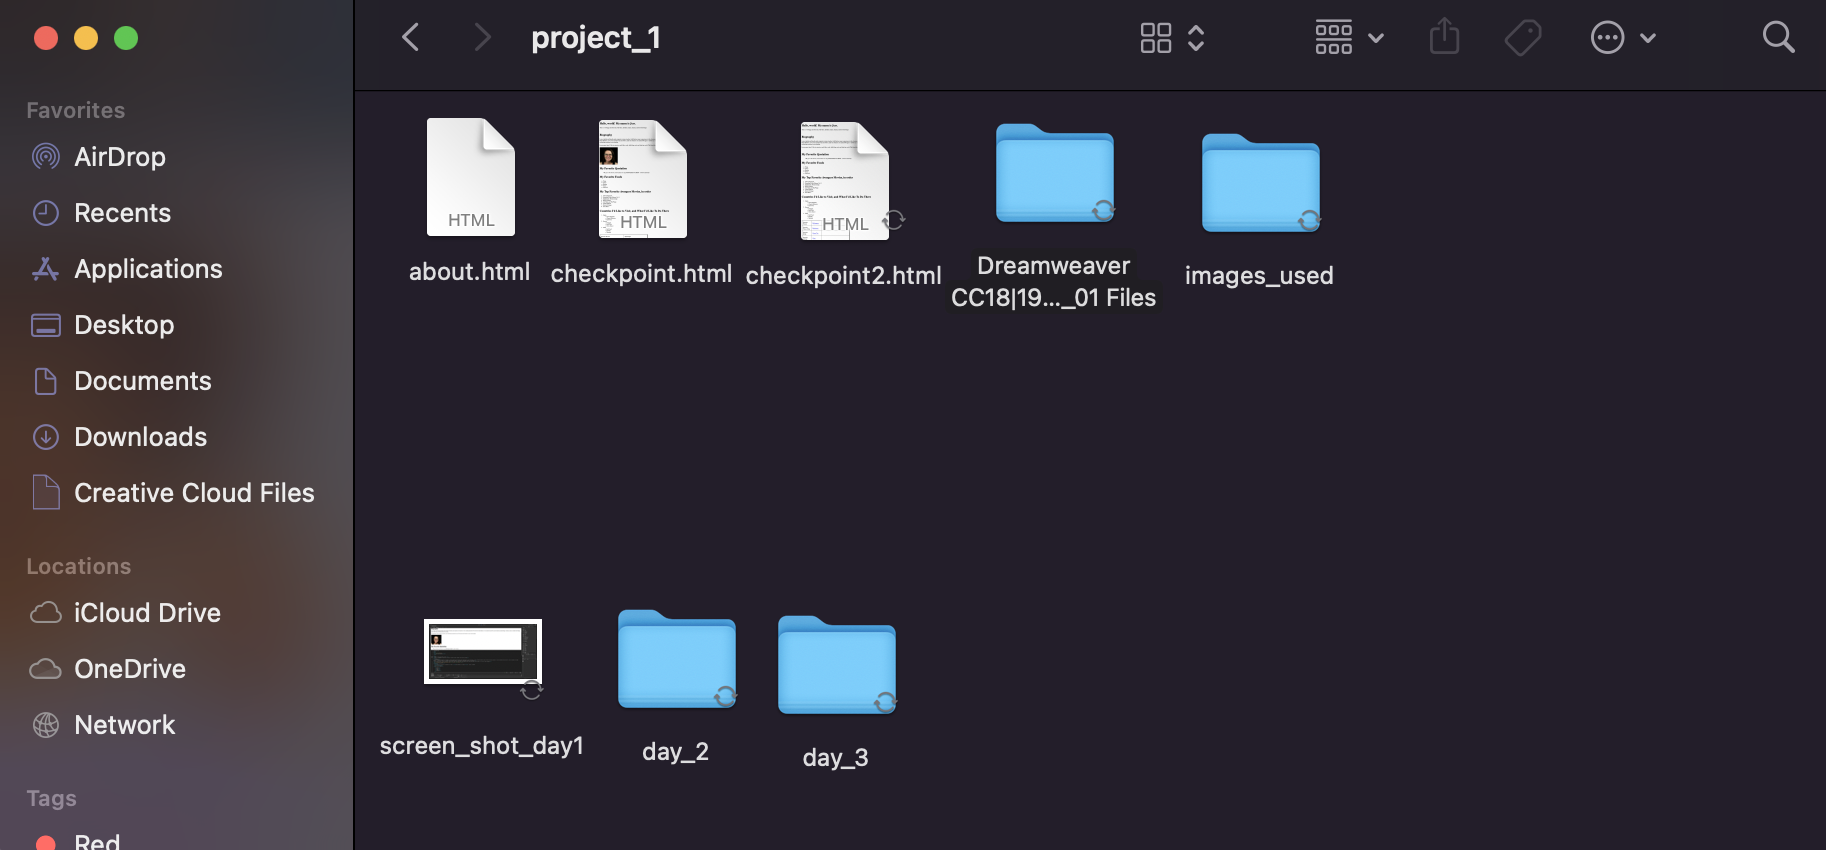 project_1
Favorites
AirDrop
Recents
Applications
Desktop
Documents
Downloads
Creative Cloud Files
Locations
iCloud Drive
OneDrive
Network
Tags
Red
HTML
about.html
HTML
checkpoint.html
HTML
checkpoint2.html
Dreamweaver
CC18|19..._01 Files
images_used
screen_shot_day1
day_2
day_3